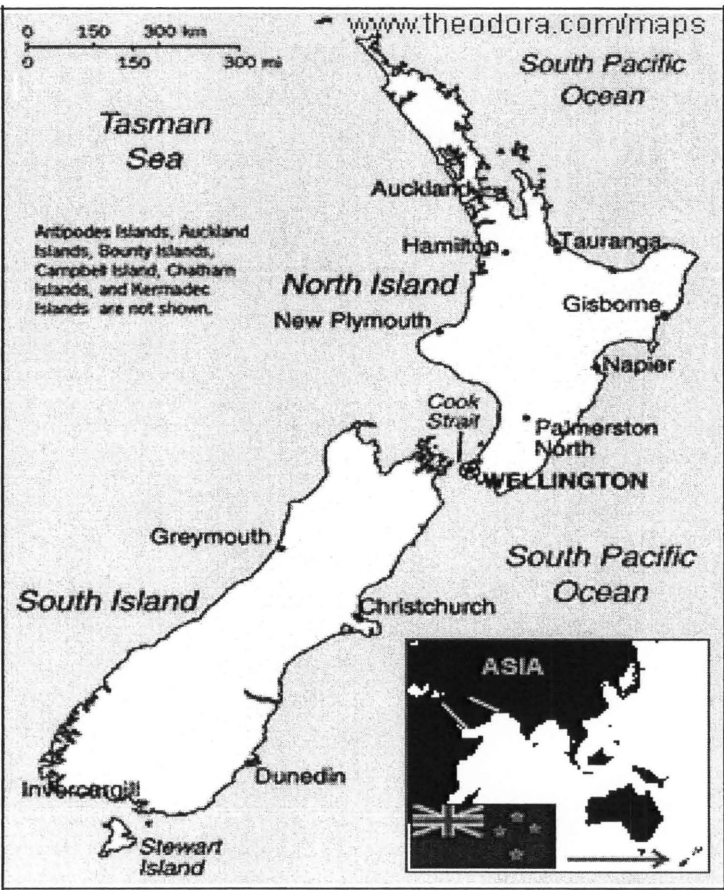 www.theodora.com/maps
0 150 300 km
0 150 300 mi
South Pacific
Ocean
Tasman
Sea
Auckland
Antipodes Islands, Auckland
Islands, Bounty Islands,
Campbell Island, Chatham
Islands, and Kermadec
Islands are not shown.
Hamilton
Tauranga
North Island
Gisborne
New Plymouth
Napier
Cook
Strait
Palmerston
North
WELLINGTON
Greymouth
South Pacific
Ocean
South Island
Christchurch
ASIA
Dunedin
Invercargill
Stewart
Island